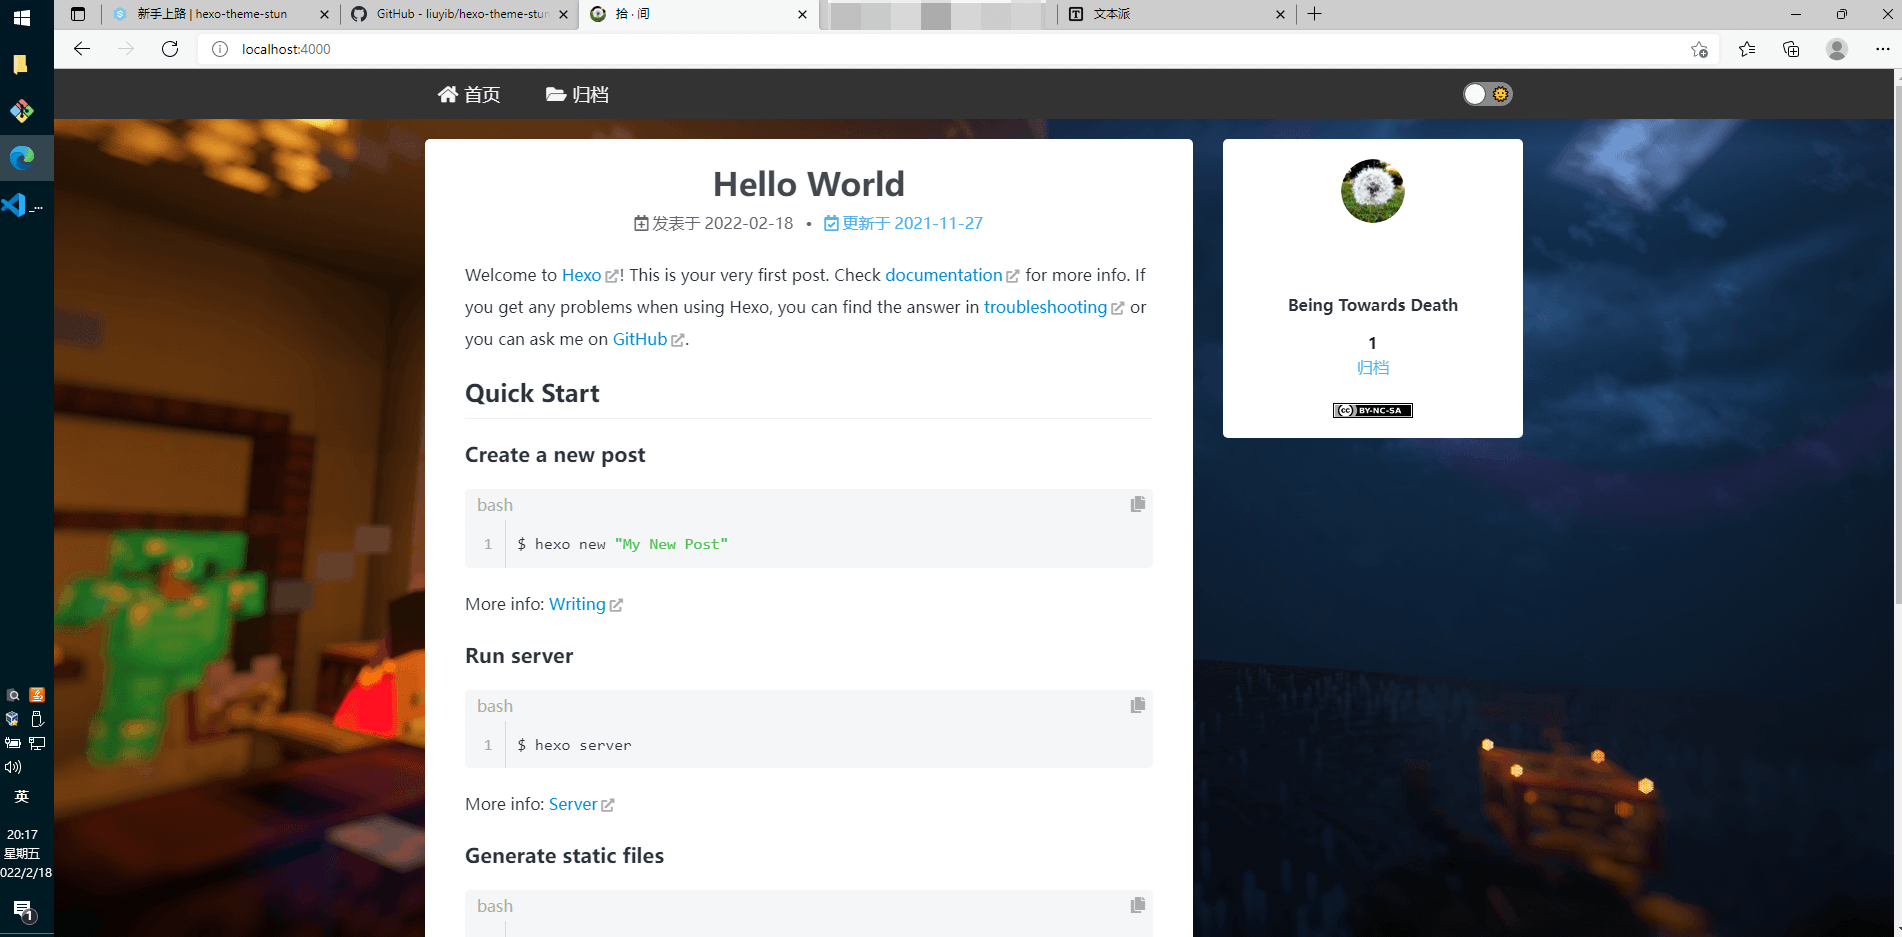 新手上路 | hexo-theme-stun
GitHub - liuyib/hexo-theme-stun
拾 · 间
文本派
localhost:4000
首页
归档
Hello World
发表于 2022-02-18 • 更新于 2021-11-27
Welcome to Hexo! This is your very first post. Check documentation for more info. If
you get any problems when using Hexo, you can find the answer in troubleshooting or
you can ask me on GitHub.
Quick Start
Create a new post
bash
1 $ hexo new "My New Post"
More info: Writing
Run server
bash
1 $ hexo server
More info: Server
Generate static files
bash
Being Towards Death
1
归档
cc BY-NC-SA
英
20:17
星期五
022/2/18
1